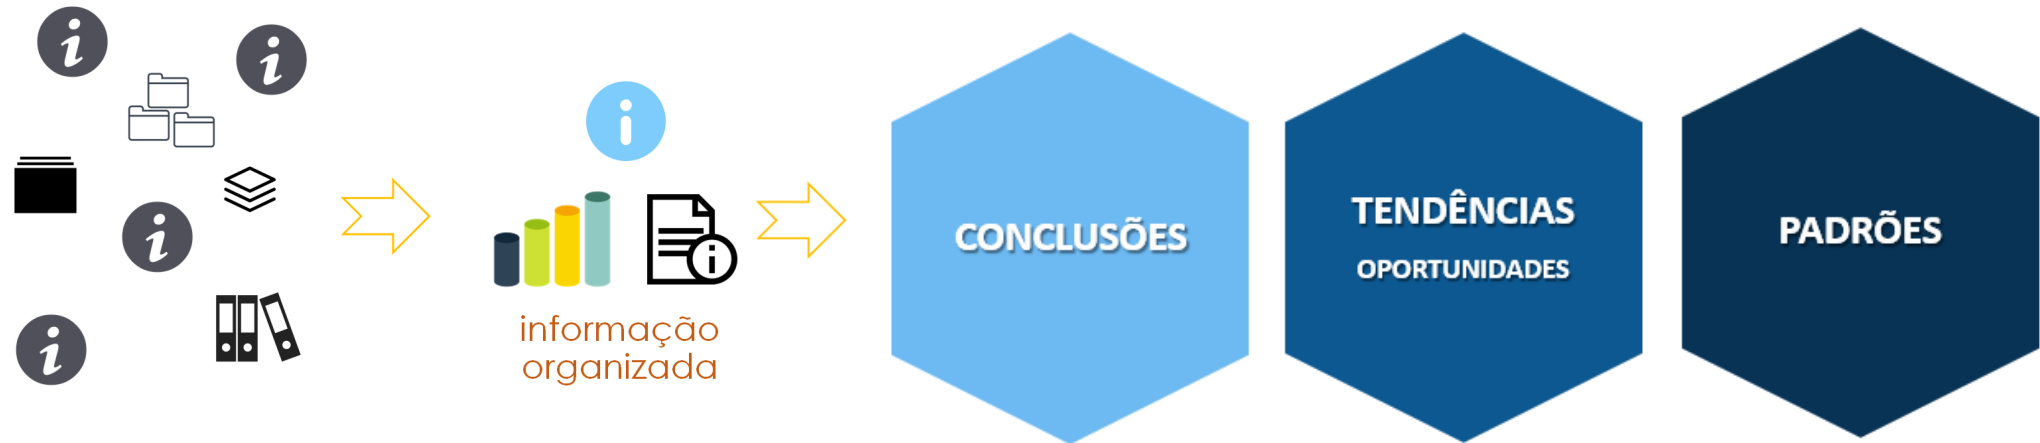 informação
organizada
CONCLUSÕES
TENDÊNCIAS
OPORTUNIDADES
PADRÕES